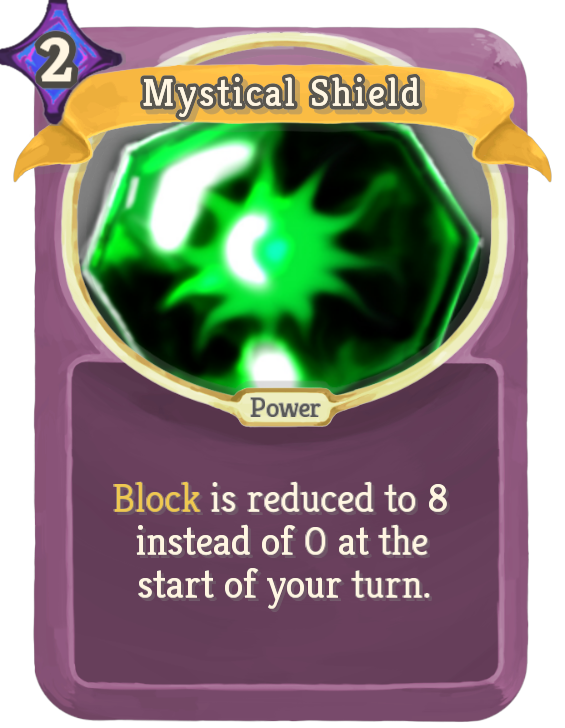 2
Mystical Shield
Power
Block is reduced to 8
instead of 0 at the
start of your turn.